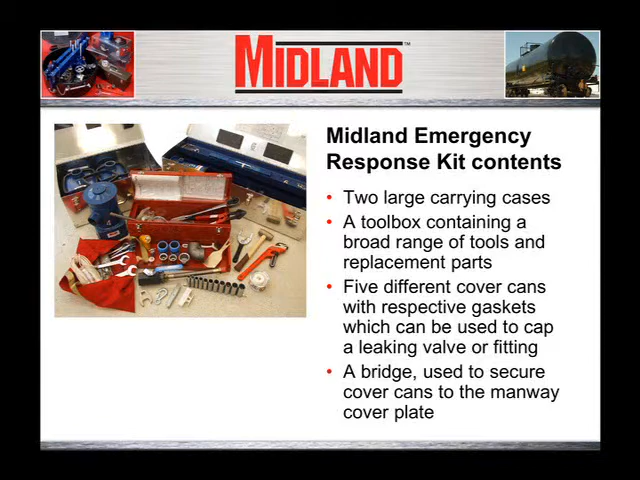 MIDLAND™
Midland Emergency
Response Kit contents
• Two large carrying cases
• A toolbox containing a
broad range of tools and
replacement parts
• Five different cover cans
with respective gaskets
which can be used to cap
a leaking valve or fitting
• A bridge, used to secure
cover cans to the manway
cover plate